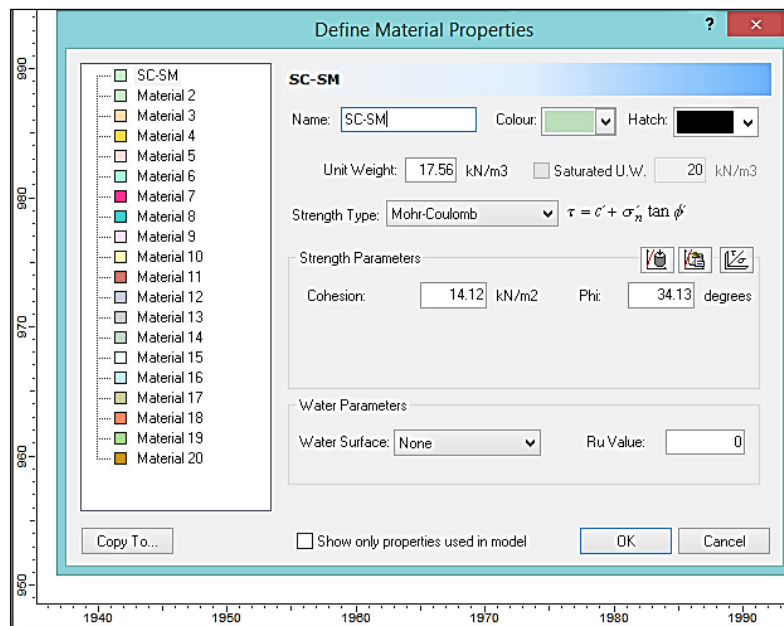 Define Material Properties
?
×
SC-SM
Material 2
Material 3
Material 4
Material 5
Material 6
Material 7
Material 8
Material 9
Material 10
Material 11
Material 12
Material 13
Material 14
Material 15
Material 16
Material 17
Material 18
Material 19
Material 20
SC-SM
Name: SC-SM Colour: Hatch:
Unit Weight: 17.56 kN/m3 Saturated U.W. 20 kN/m3
Strength Type: Mohr-Coulomb τ = c′ + σ′n tan ϕ′
Strength Parameters
τ/σ
Cohesion: 14.12 kN/m2 Phi: 34.13 degrees
Water Parameters
Water Surface: None Ru Value: 0
Copy To... Show only properties used in model OK Cancel
990
980
970
960
950
1940 1950 1960 1970 1980 1990